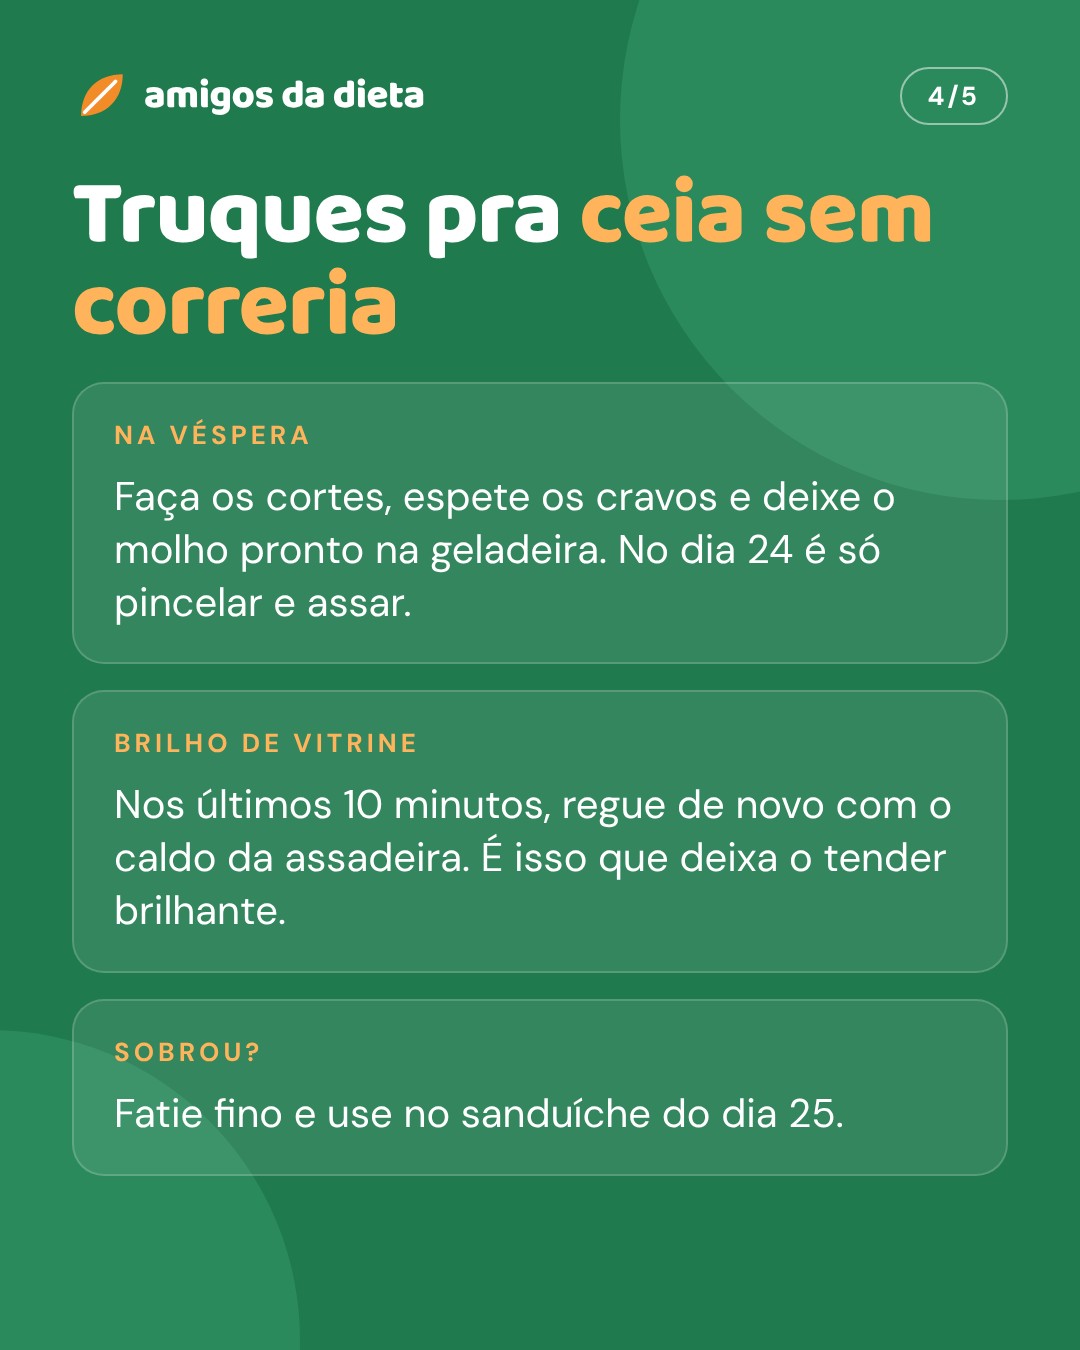 amigos da dieta
4/5
Truques pra ceia sem
correria
NA VÉSPERA
Faça os cortes, espete os cravos e deixe o
molho pronto na geladeira. No dia 24 é só
pincelar e assar.
BRILHO DE VITRINE
Nos últimos 10 minutos, regue de novo com o
caldo da assadeira. É isso que deixa o tender
brilhante.
SOBROU?
Fatie fino e use no sanduíche do dia 25.